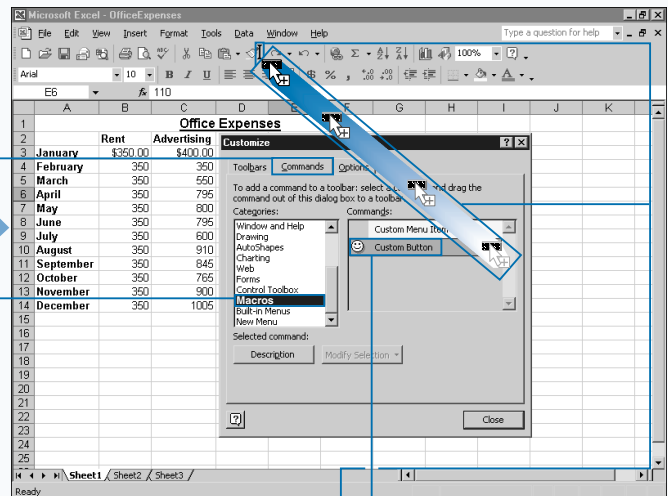 Microsoft Excel - OfficeExpenses
File Edit View Insert Format Tools Data Window Help
Type a question for help
100%
Arial 10 B I U $ % ,
E6 fx 110
A B C D E F G H I J K
1 Office Expenses
2 Rent Advertising
3 January $350.00 $400.00
4 February 350 350
5 March 350 550
6 April 350 795
7 May 350 800
8 June 350 795
9 July 350 600
10 August 350 910
11 September 350 845
12 October 350 765
13 November 350 900
14 December 350 1005
15
16
17
18
19
20
21
22
23
24
25
Customize
Toolbars Commands Options
To add a command to a toolbar: select a and drag the
command out of this dialog box to a toolbar
Categories: Commands:
Window and Help
Drawing
AutoShapes
Charting
Web
Forms
Control Toolbox
Macros
Built-in Menus
New Menu
Custom Menu Item
Custom Button
Selected command:
Description Modify Selection
Close
Sheet1 Sheet2 Sheet3
Ready